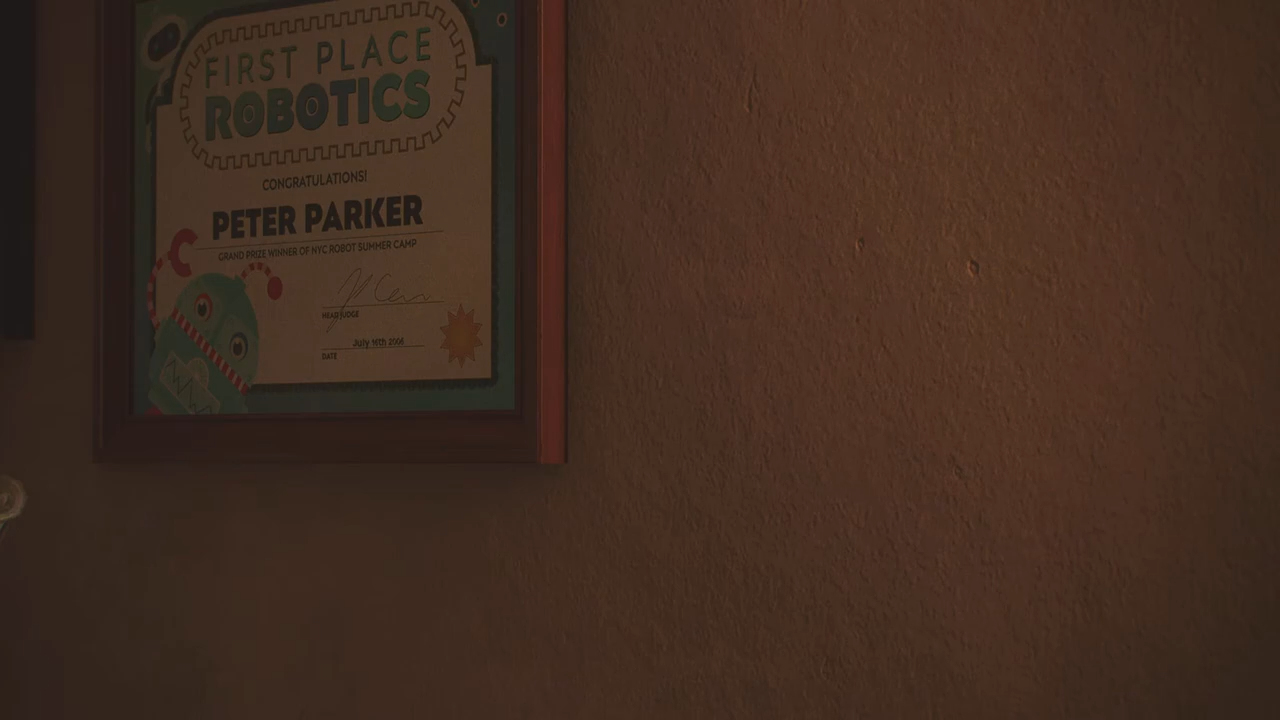 FIRST PLACE
ROBOTICS
CONGRATULATIONS!
PETER PARKER
GRAND PRIZE WINNER OF NYC ROBOT SUMMER CAMP
HEAD JUDGE
July 16th 2006
DATE